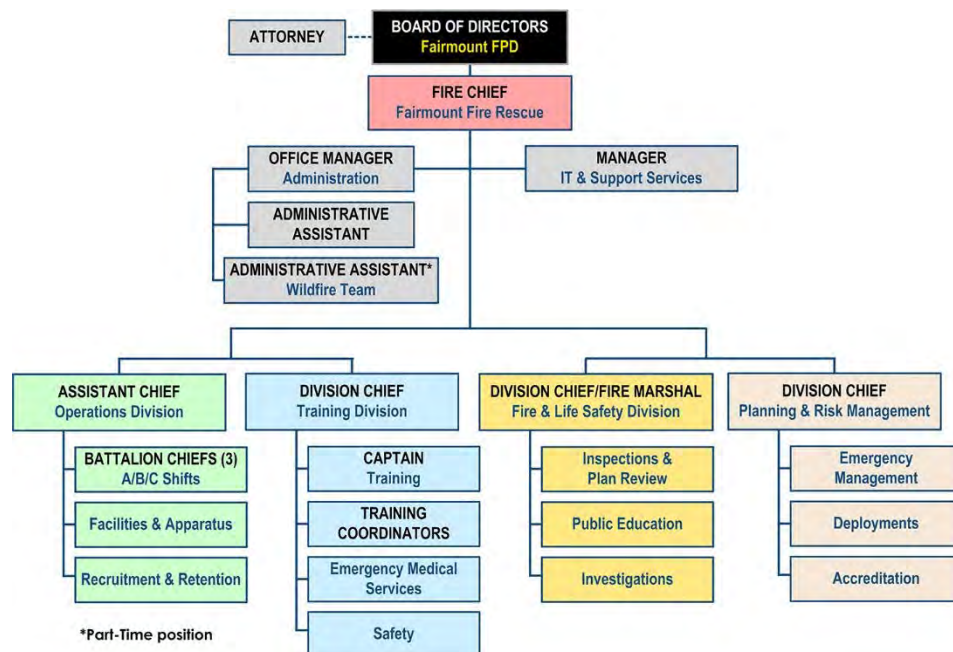 ATTORNEY
BOARD OF DIRECTORS
Fairmount FPD
FIRE CHIEF
Fairmount Fire Rescue
OFFICE MANAGER
Administration
MANAGER
IT & Support Services
ADMINISTRATIVE
ASSISTANT
ADMINISTRATIVE ASSISTANT*
Wildfire Team
ASSISTANT CHIEF
Operations Division
BATTALION CHIEFS (3)
A/B/C Shifts
Facilities & Apparatus
Recruitment & Retention
DIVISION CHIEF
Training Division
CAPTAIN
Training
TRAINING
COORDINATORS
Emergency Medical
Services
Safety
DIVISION CHIEF/FIRE MARSHAL
Fire & Life Safety Division
Inspections &
Plan Review
Public Education
Investigations
DIVISION CHIEF
Planning & Risk Management
Emergency
Management
Deployments
Accreditation
*Part-Time position